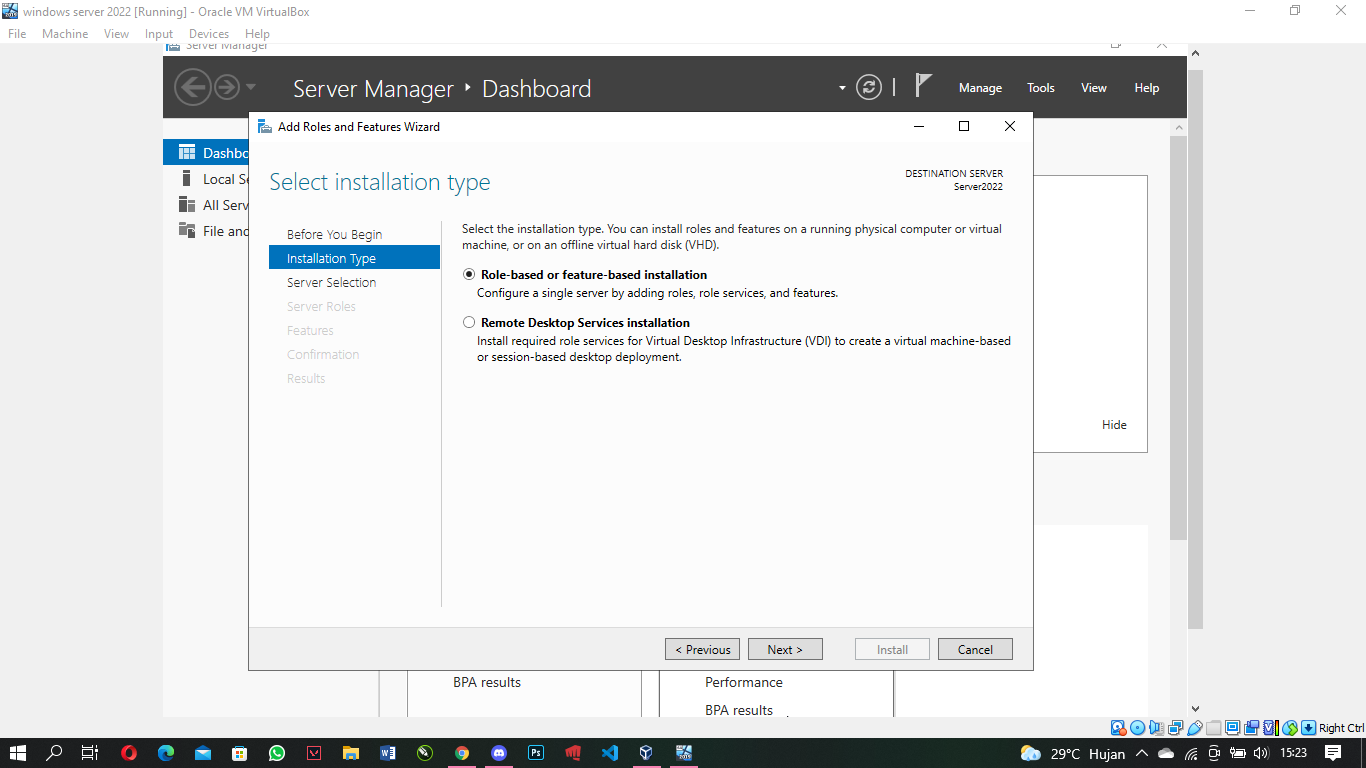 windows server 2022 [Running] - Oracle VM VirtualBox
File Machine View Input Devices Help
Server Manager
Server Manager Dashboard
Manage Tools View Help
Add Roles and Features Wizard
Dashbo
Local Se
All Serv
File and
Select installation type
DESTINATION SERVER
Server2022
Before You Begin
Installation Type
Server Selection
Server Roles
Features
Confirmation
Results
Select the installation type. You can install roles and features on a running physical computer or virtual
machine, or on an offline virtual hard disk (VHD).
Role-based or feature-based installation
Configure a single server by adding roles, role services, and features.
Remote Desktop Services installation
Install required role services for Virtual Desktop Infrastructure (VDI) to create a virtual machine-based
or session-based desktop deployment.
Hide
< Previous Next > Install Cancel
BPA results
Performance
BPA results
Right Ctrl
29°C Hujan 15:23